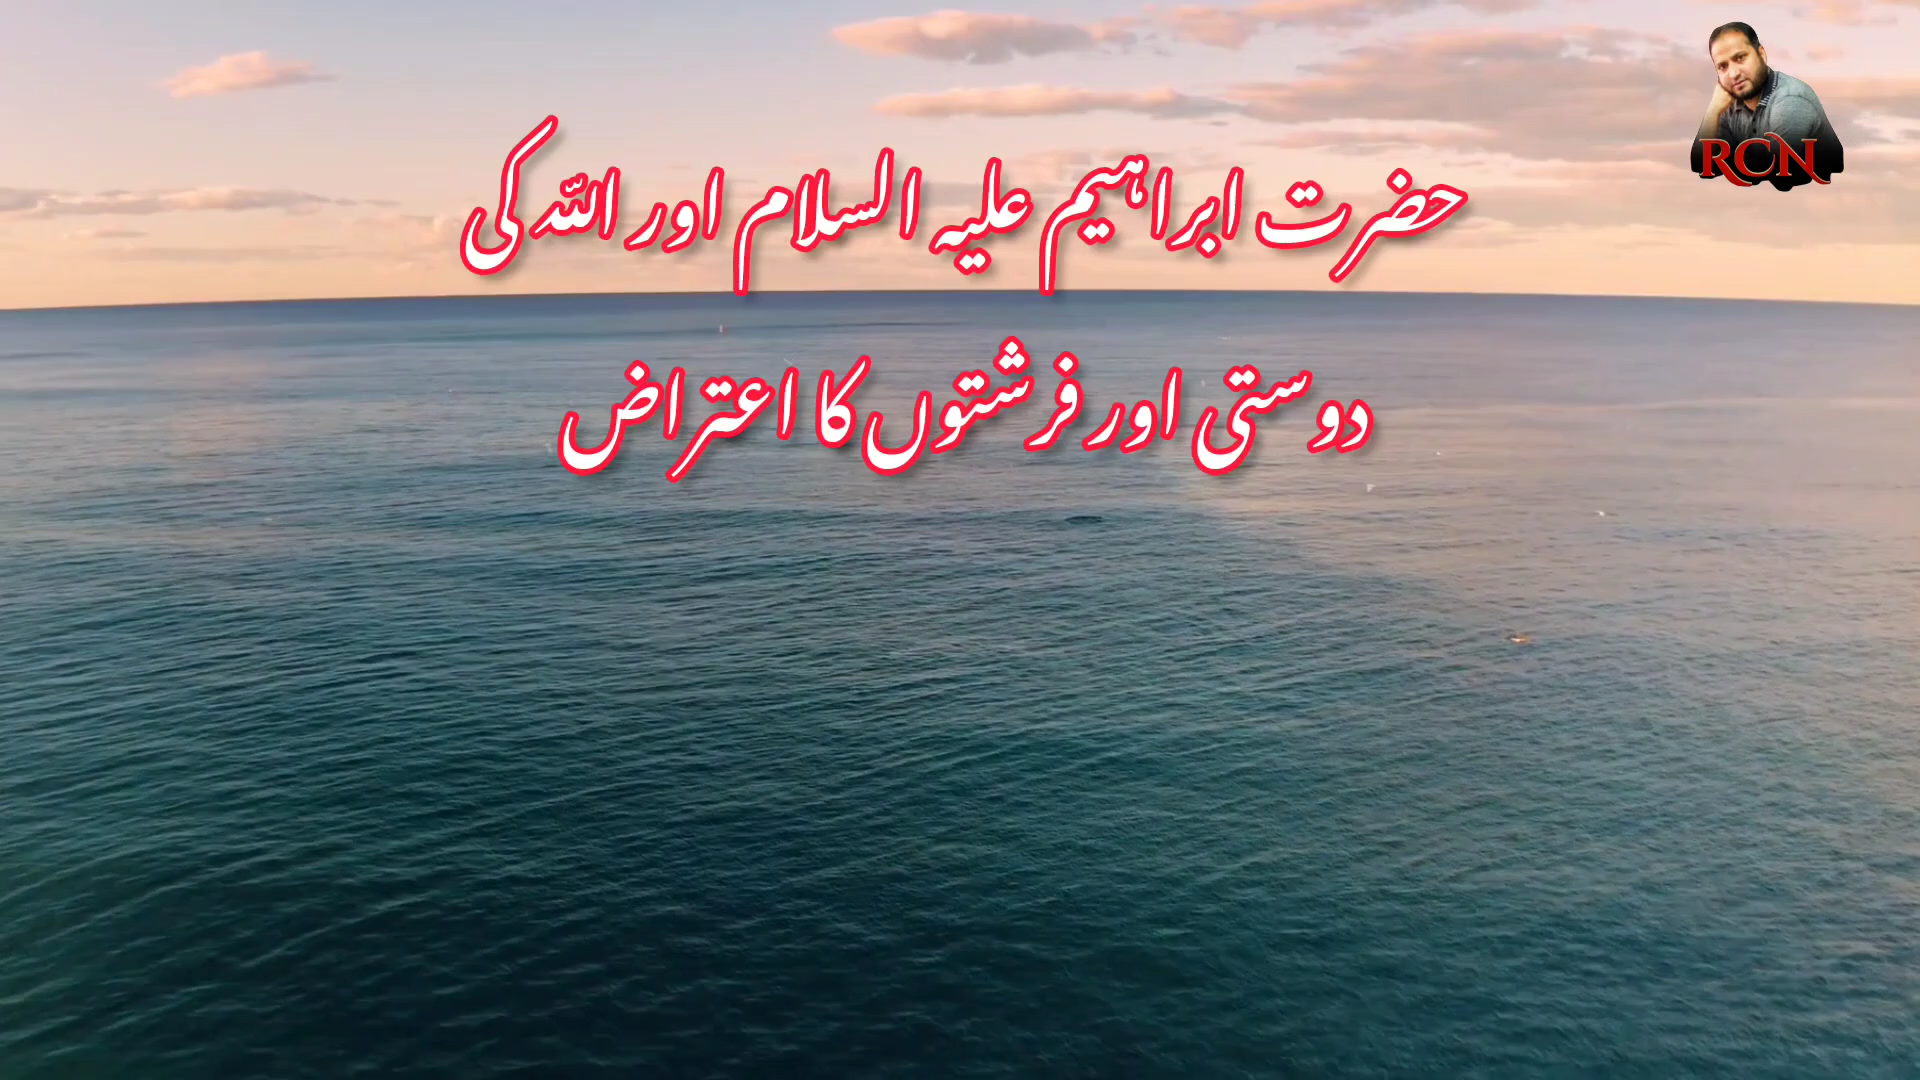 RCN
حضرت ابراہیم علیہ السلام اور اللہ کی
دوستی اور فرشتوں کا اعتراض